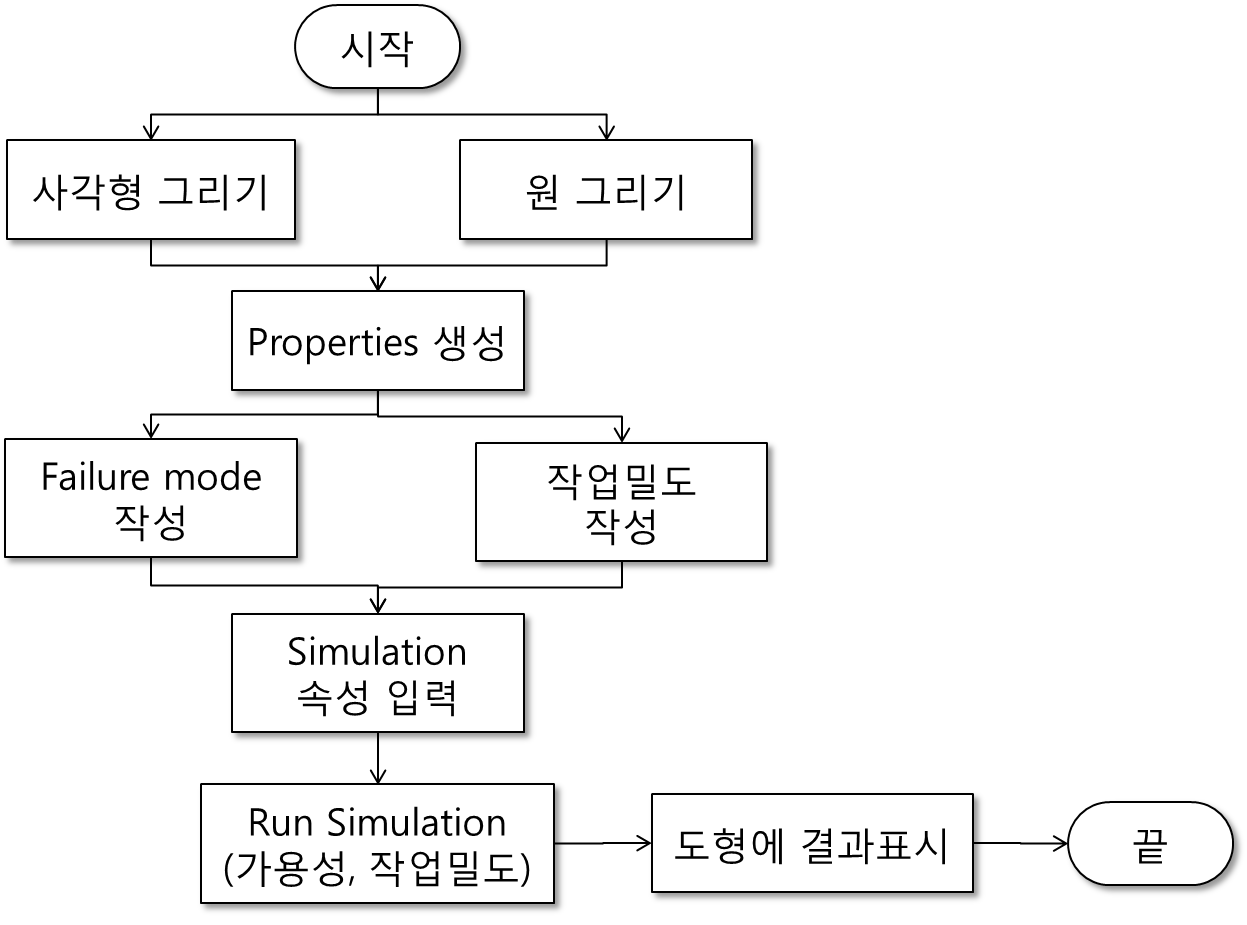 시작
사각형 그리기
원 그리기
Properties 생성
Failure mode
작성
작업밀도
작성
Simulation
속성 입력
Run Simulation
(가용성, 작업밀도)
도형에 결과표시
끝